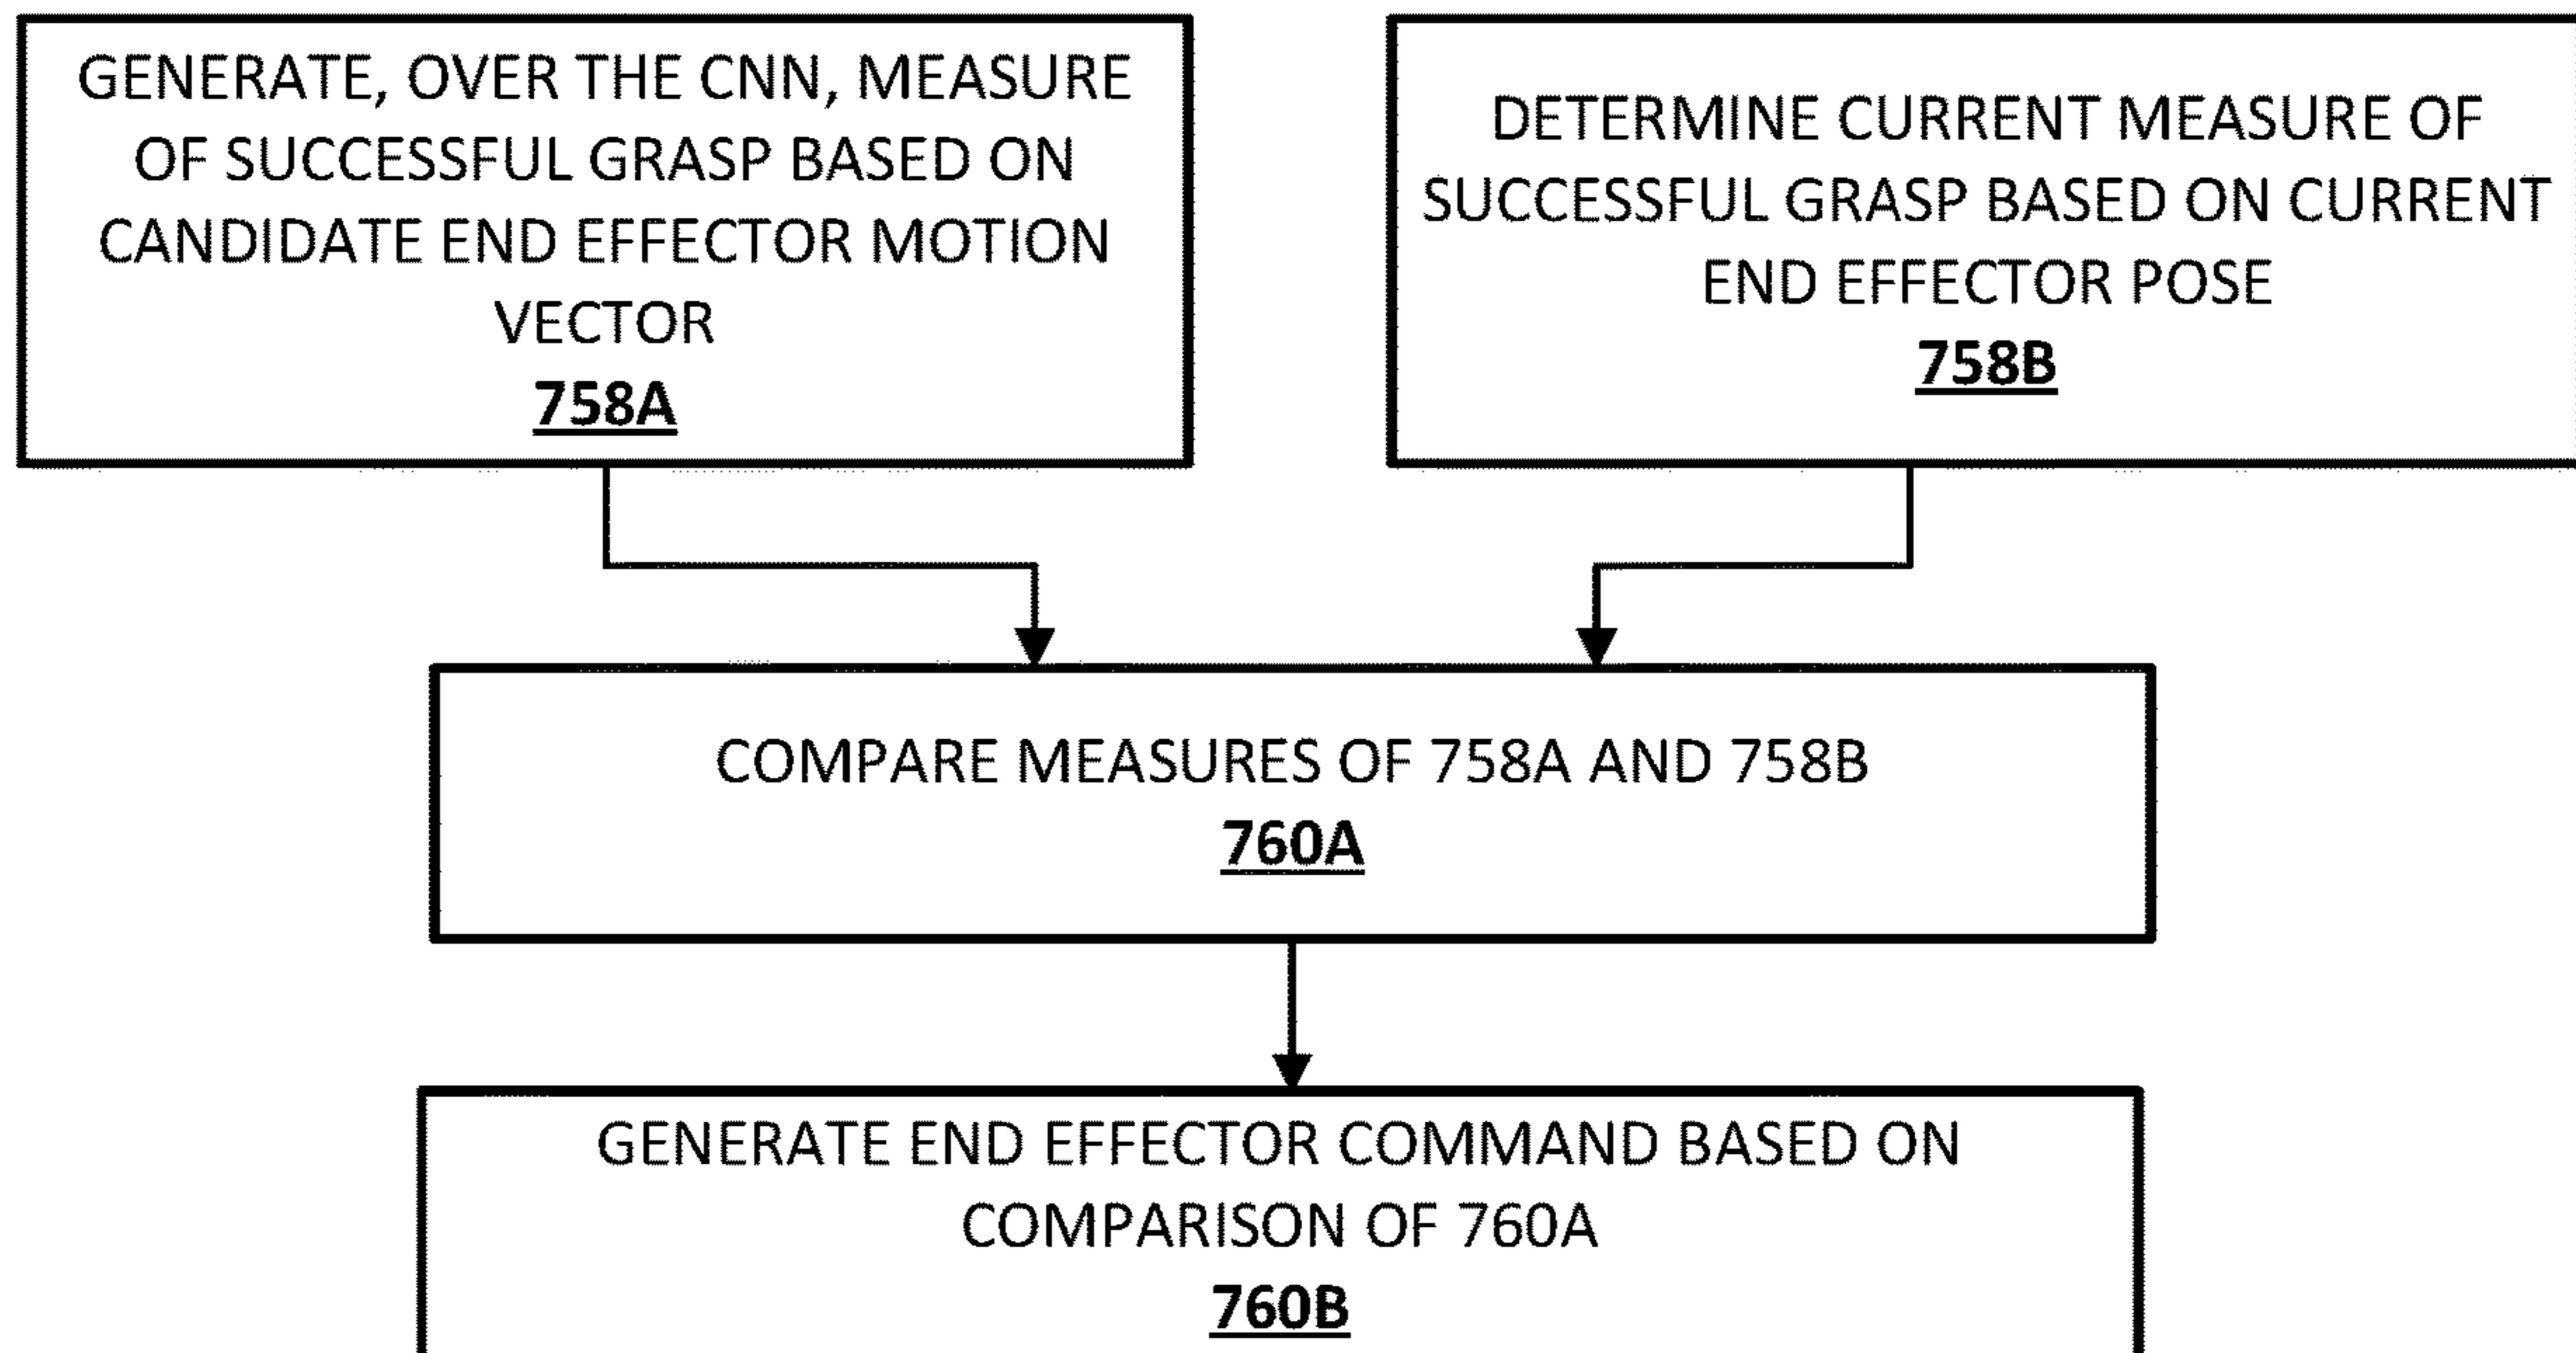 GENERATE, OVER THE CNN, MEASURE
OF SUCCESSFUL GRASP BASED ON
CANDIDATE END EFFECTOR MOTION
VECTOR
758A
DETERMINE CURRENT MEASURE OF
SUCCESSFUL GRASP BASED ON CURRENT
END EFFECTOR POSE
758B
COMPARE MEASURES OF 758A AND 758B
760A
GENERATE END EFFECTOR COMMAND BASED ON
COMPARISON OF 760A
760B